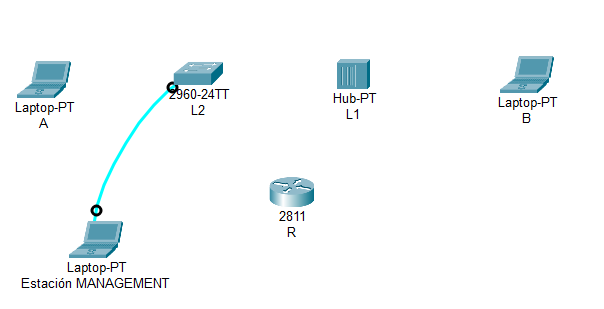 Laptop-PT
A
2960-24TT
L2
Hub-PT
L1
Laptop-PT
B
2811
R
Laptop-PT
Estación MANAGEMENT